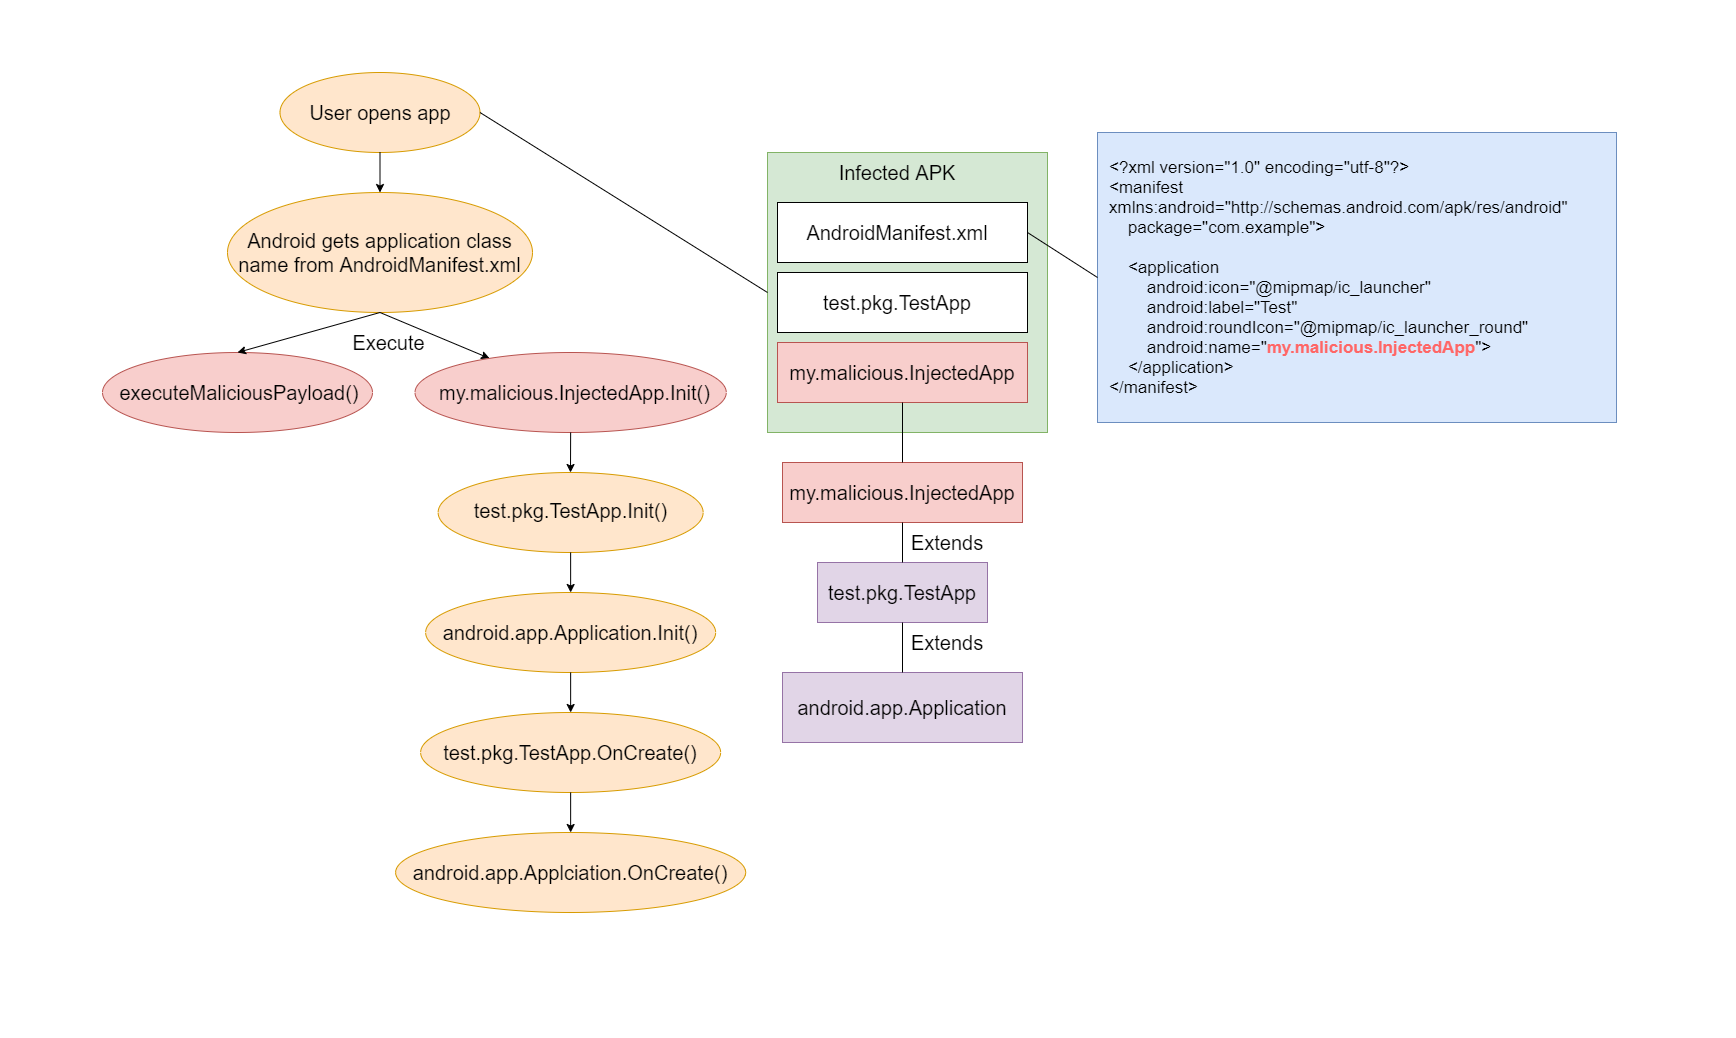 User opens app
Android gets application class
name from AndroidManifest.xml
Execute
executeMaliciousPayload()
my.malicious.InjectedApp.Init()
test.pkg.TestApp.Init()
android.app.Application.Init()
test.pkg.TestApp.OnCreate()
android.app.Applciation.OnCreate()
Infected APK
AndroidManifest.xml
test.pkg.TestApp
my.malicious.InjectedApp
my.malicious.InjectedApp
Extends
test.pkg.TestApp
Extends
android.app.Application
<?xml version="1.0" encoding="utf-8"?>
<manifest
xmlns:android="http://schemas.android.com/apk/res/android"
package="com.example">
<application
android:icon="@mipmap/ic_launcher"
android:label="Test"
android:roundIcon="@mipmap/ic_launcher_round"
android:name="my.malicious.InjectedApp">
</application>
</manifest>